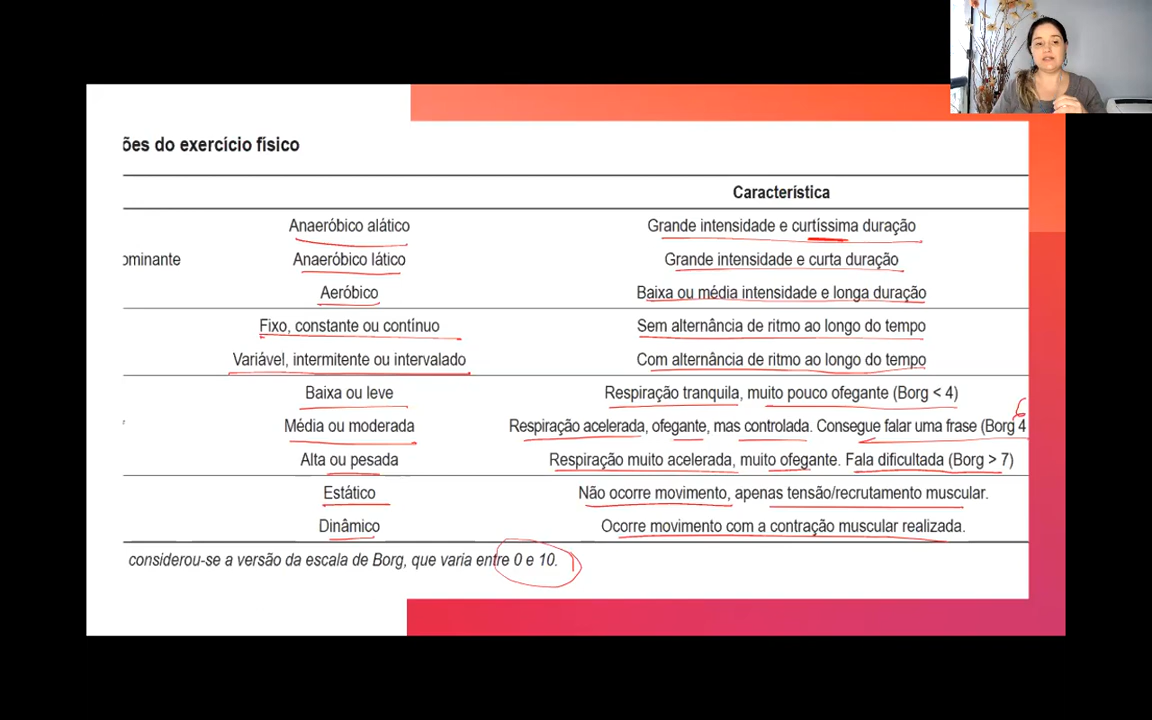 ões do exercício físico
Característica
Anaeróbico alático Grande intensidade e curtíssima duração
ominante Anaeróbico lático Grande intensidade e curta duração
Aeróbico Baixa ou média intensidade e longa duração
Fixo, constante ou contínuo Sem alternância de ritmo ao longo do tempo
Variável, intermitente ou intervalado Com alternância de ritmo ao longo do tempo
Baixa ou leve Respiração tranquila, muito pouco ofegante (Borg < 4)
6
Média ou moderada Respiração acelerada, ofegante, mas controlada. Consegue falar uma frase (Borg 4
Alta ou pesada Respiração muito acelerada, muito ofegante. Fala dificultada (Borg > 7)
Estático Não ocorre movimento, apenas tensão/recrutamento muscular.
Dinâmico Ocorre movimento com a contração muscular realizada.
considerou-se a versão da escala de Borg, que varia entre 0 e 10.